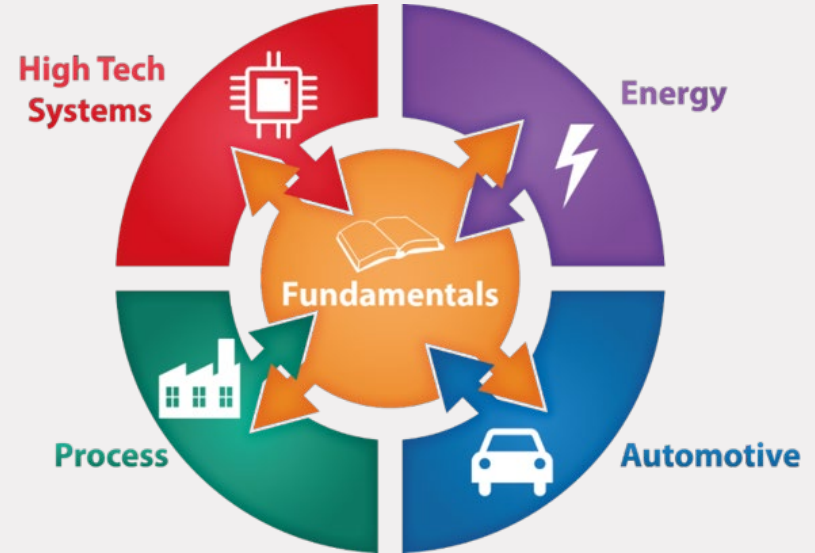 High Tech
Systems
Energy
Fundamentals
Process
Automotive